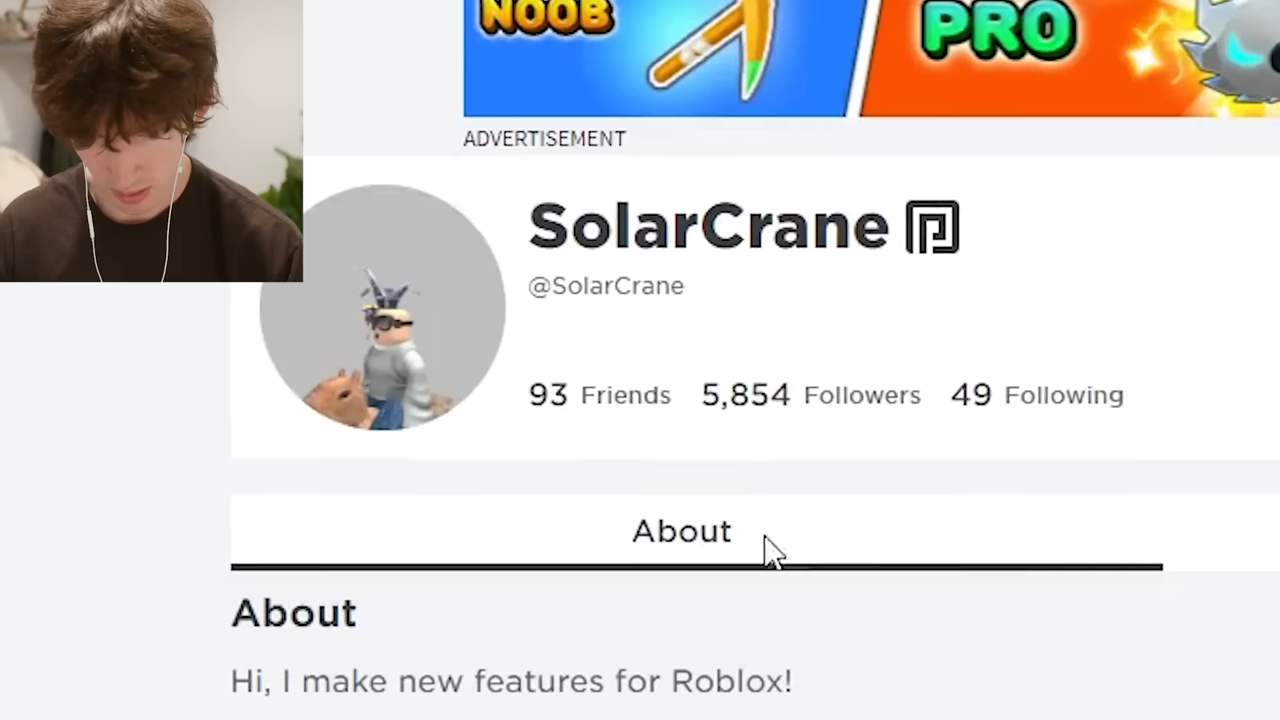 NOOB
PRO
ADVERTISEMENT
SolarCrane
@SolarCrane
93 Friends 5,854 Followers 49 Following
About
About
Hi, I make new features for Roblox!